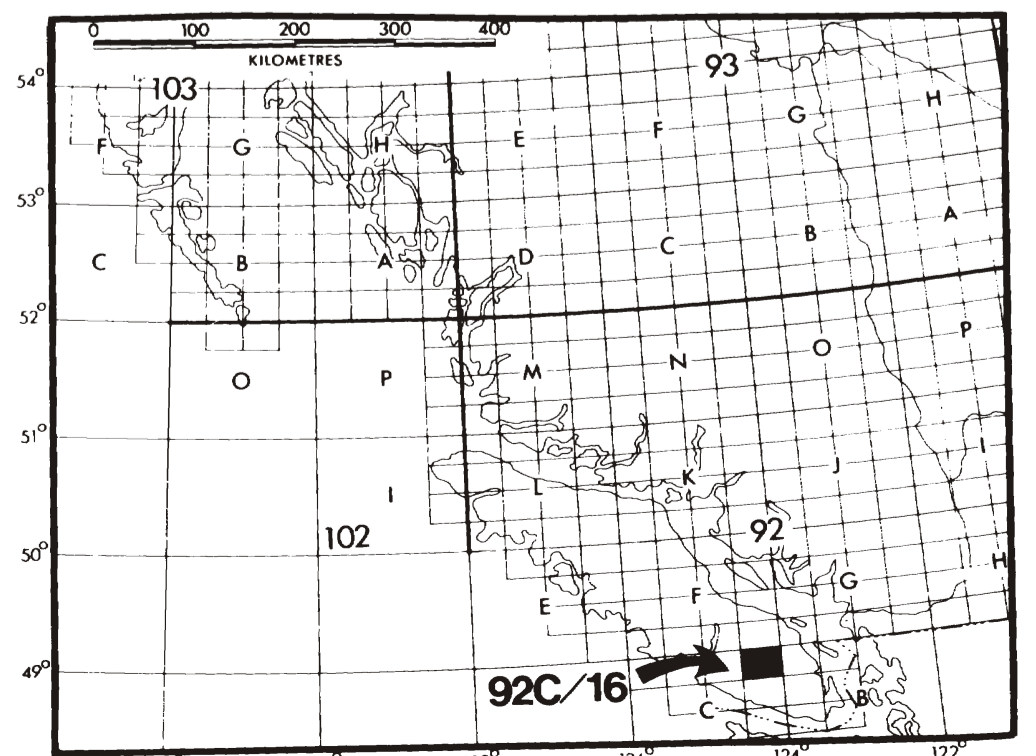 0 100 200 300 400
KILOMETRES
54°
103
93
F G H E F G H
53°
C B A D C B A
52°
O P M N O P
51°
I L K J I
102
92
50°
E F G H
49°
92C/16
C B
124° 122°